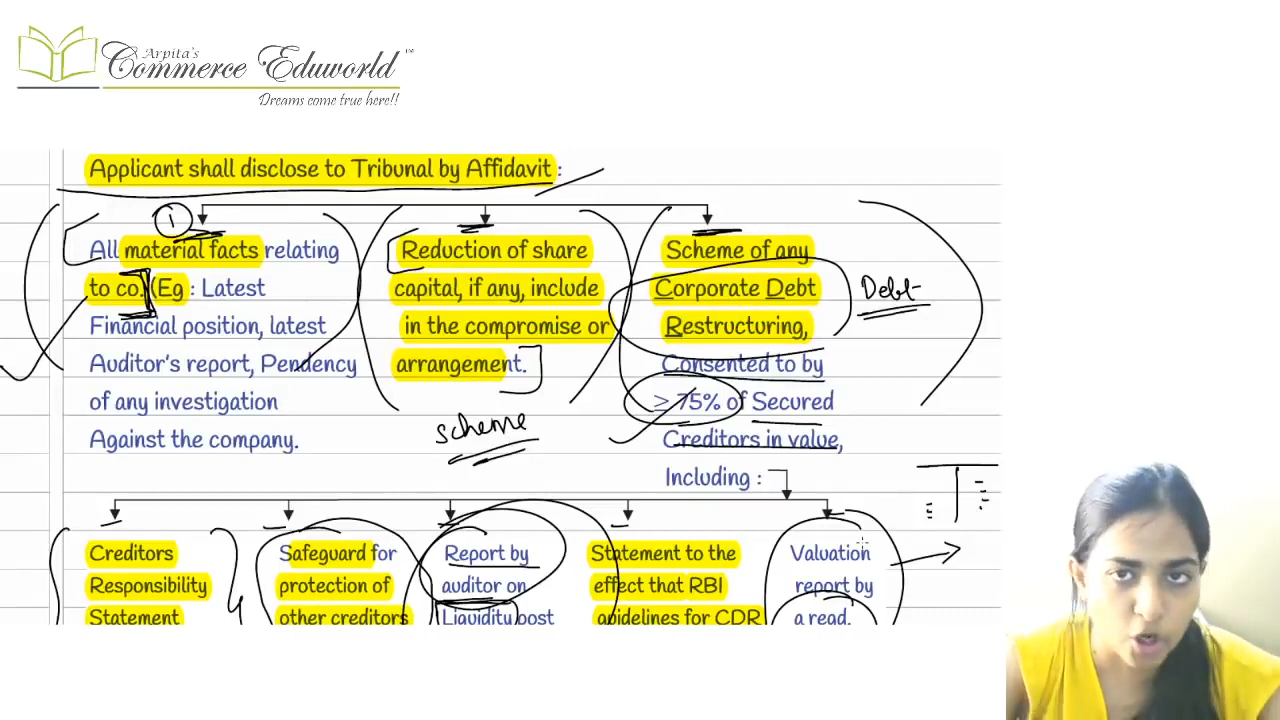 Arpita's
Commerce Eduworld™
Dreams come true here!!
Applicant shall disclose to Tribunal by Affidavit :
①
All material facts relating
to co. (Eg : Latest
Financial position, latest
Auditor's report, Pendency
of any investigation
Against the company.
Reduction of share
capital, if any, include
in the compromise or
arrangement.
scheme
Scheme of any
Corporate Debt
Restructuring,
Debt
Consented to by
≥ 75% of Secured
Creditors in value,
Including :
Creditors
Responsibility
Statement
Safeguard for
protection of
other creditors
Report by
auditor on
Liquidity post
Statement to the
effect that RBI
guidelines for CDR
Valuation
report by
a read.